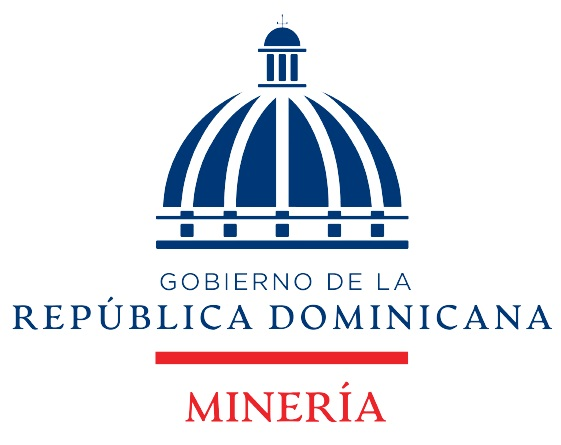 GOBIERNO DE LA
REPÚBLICA DOMINICANA
MINERÍA